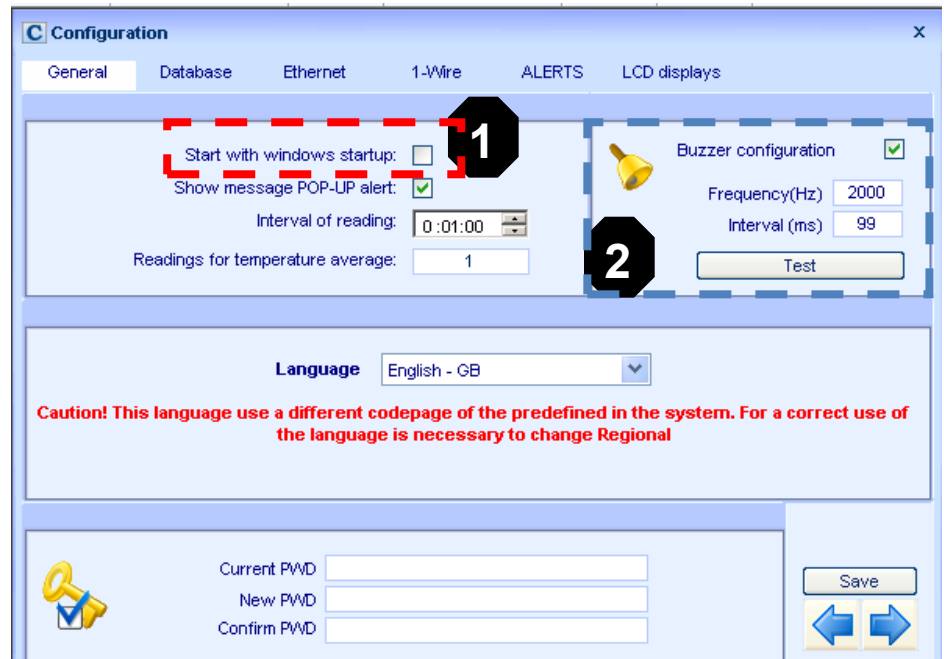 C Configuration x
General Database Ethernet 1-Wire ALERTS LCD displays
1
Start with windows startup:
Show message POP-UP alert:
Interval of reading: 0:01:00
Readings for temperature average: 1
2
Buzzer configuration
Frequency(Hz) 2000
Interval (ms) 99
Test
Language English - GB
Caution! This language use a different codepage of the predefined in the system. For a correct use of
the language is necessary to change Regional
Current PWD
New PWD
Confirm PWD
Save